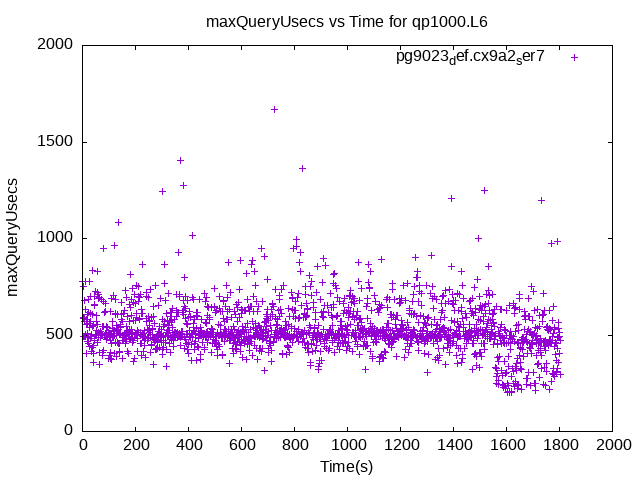 maxQueryUsecs vs Time for qp1000.L6
pg9023def.cx9a2ser7
2000
1500
1000
500
0
maxQueryUsecs
0 200 400 600 800 1000 1200 1400 1600 1800 2000
Time(s)